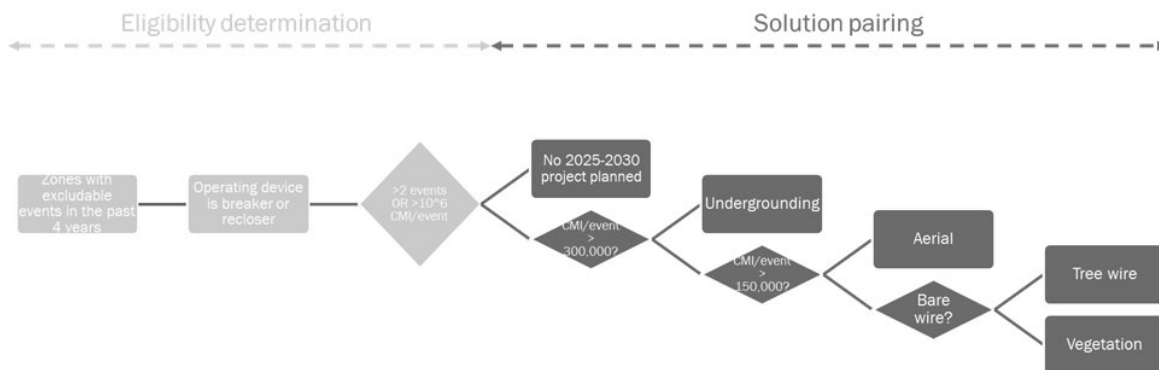 Eligibility determination
Solution pairing
Zones with
excludable
events in the past
4 years
Operating device
is breaker or
recloser
>2 events
OR >10^6
CMI/event
No 2025-2030
project planned
CMI/event
>
300,000?
Undergrounding
CMI/event
>
150,000?
Aerial
Bare
wire?
Tree wire
Vegetation